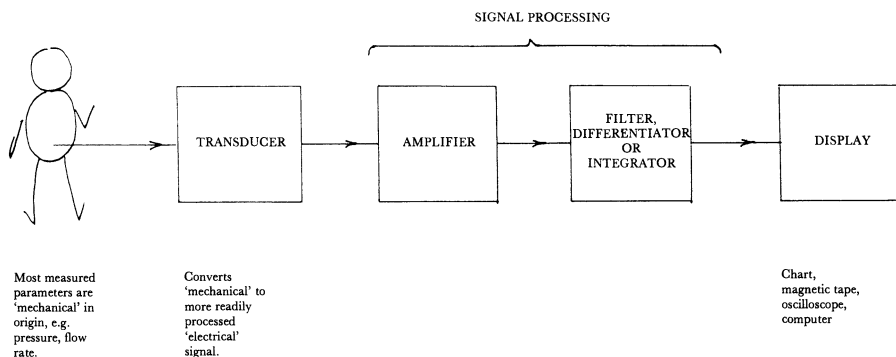 SIGNAL PROCESSING
TRANSDUCER
AMPLIFIER
FILTER,
DIFFERENTIATOR
OR
INTEGRATOR
DISPLAY
Most measured
parameters are
‘mechanical’ in
origin, e.g.
pressure, flow
rate.
Converts
‘mechanical’ to
more readily
processed
‘electrical’
signal.
Chart,
magnetic tape,
oscilloscope,
computer